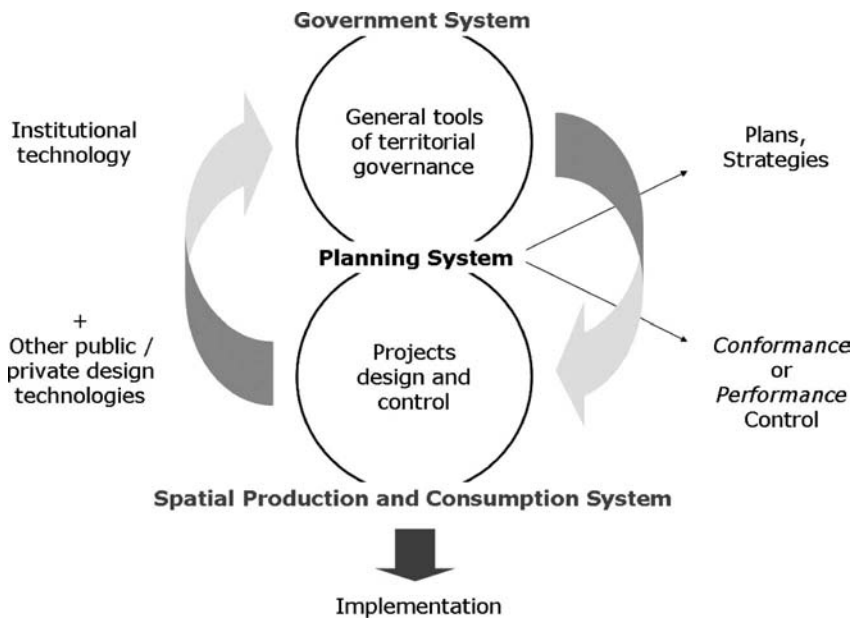 Government System
Institutional
technology
General tools
of territorial
governance
Plans,
Strategies
Planning System
+
Other public /
private design
technologies
Projects
design and
control
Conformance
or
Performance
Control
Spatial Production and Consumption System
Implementation